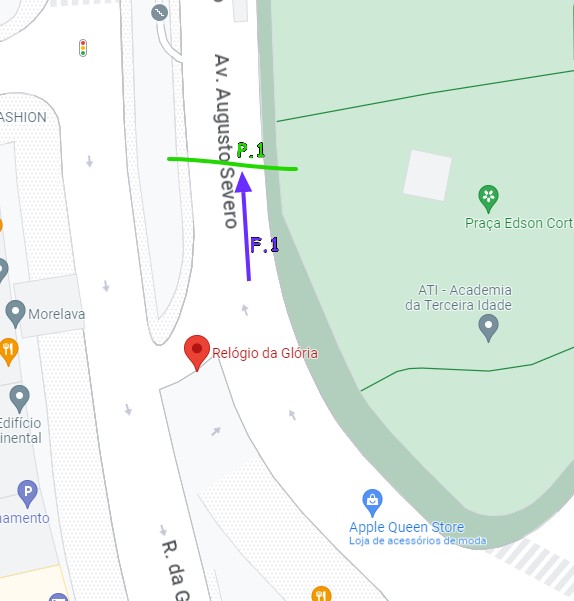 Av. Augusto Severo
ASHION
P.1
Praça Edson Cort
F.1
ATI - Academia
da Terceira Idade
Morelava
Relógio da Glória
Edifício
inental
P
namento
Apple Queen Store
Loja de acessórios de moda
R. da G